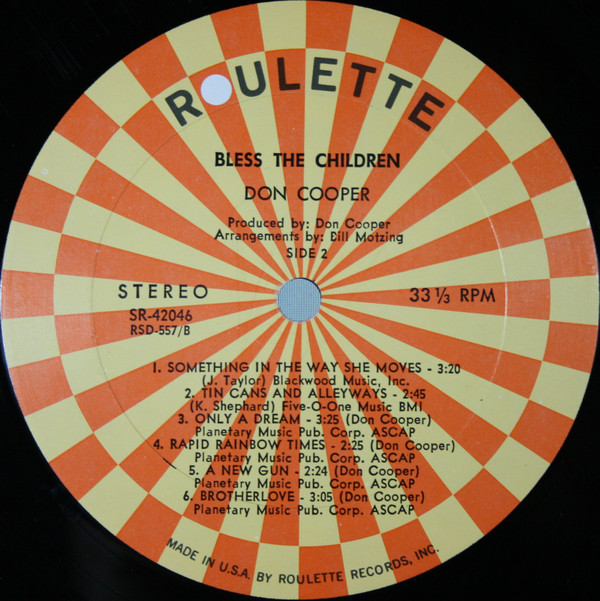 ROULETTE
BLESS THE CHILDREN
DON COOPER
Produced by: Don Cooper
Arrangements by: Bill Motzing
SIDE 2
STEREO
33 1/3 RPM
SR-42046
RSD-557/B
1. SOMETHING IN THE WAY SHE MOVES - 3:20
(J. Taylor) Blackwood Music, Inc.
2. TIN CANS AND ALLEYWAYS - 2:45
(K. Shephard) Five-O-One Music BMI
3. ONLY A DREAM - 3:25 (Don Cooper)
Planetary Music Pub. Corp. ASCAP
4. RAPID RAINBOW TIMES - 2:25 (Don Cooper)
Planetary Music Pub. Corp. ASCAP
5. A NEW GUN - 2:24 (Don Cooper)
Planetary Music Pub. Corp. ASCAP
6. BROTHERLOVE - 3:05 (Don Cooper)
Planetary Music Pub. Corp. ASCAP
MADE IN U.S.A. BY ROULETTE RECORDS, INC.